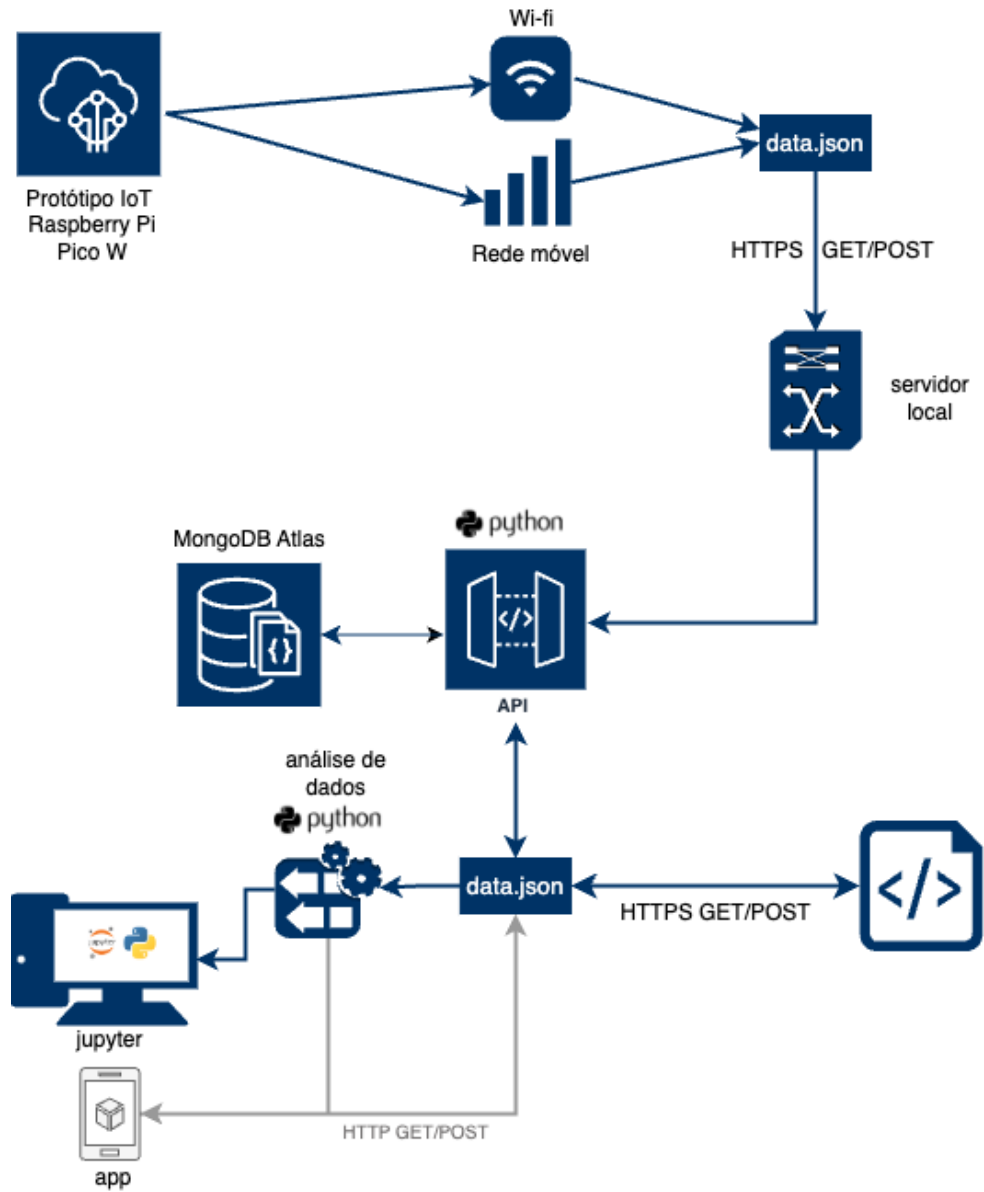 Wi-fi
data.json
Protótipo IoT
Raspberry Pi
Pico W
Rede móvel
HTTPS GET/POST
servidor
local
python
MongoDB Atlas
</>
{}
API
análise de
dados
python
data.json
</>
HTTPS GET/POST
jupyter
jupyter
HTTP GET/POST
app